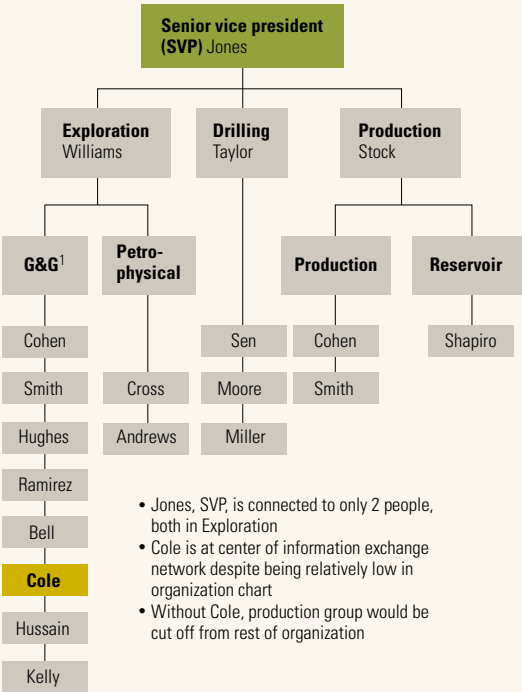 Senior vice president
(SVP) Jones
Exploration
Williams
Drilling
Taylor
Production
Stock
G&G1
Petro-
physical
Production
Reservoir
Cohen
Sen
Cohen
Shapiro
Smith
Cross
Moore
Smith
Hughes
Andrews
Miller
Ramirez
Bell
Cole
Hussain
Kelly
• Jones, SVP, is connected to only 2 people,
both in Exploration
• Cole is at center of information exchange
network despite being relatively low in
organization chart
• Without Cole, production group would be
cut off from rest of organization